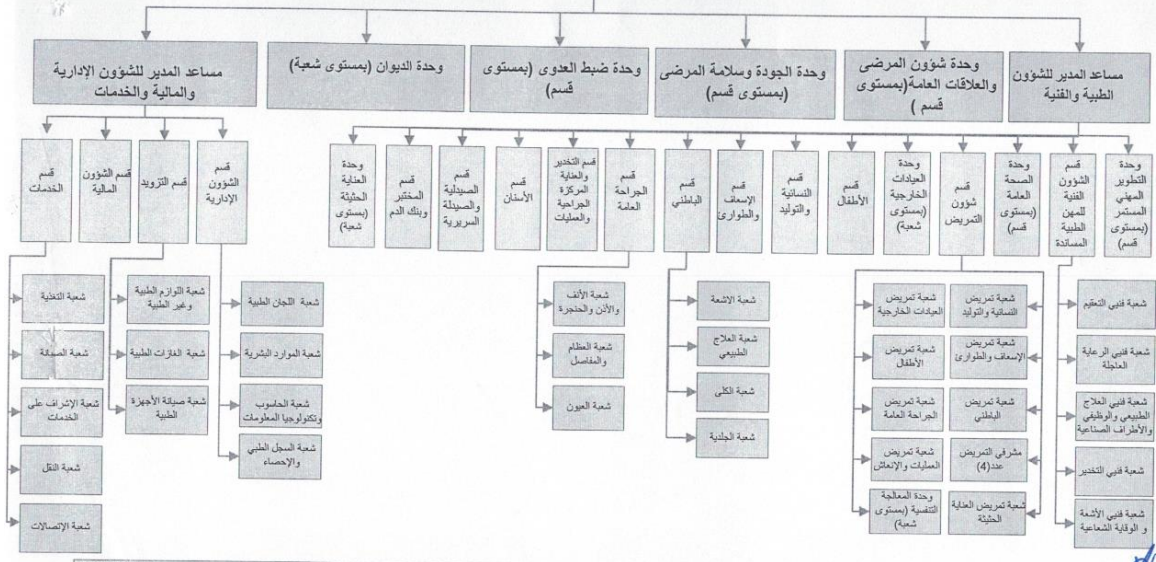 مساعد المدير للشؤون
الطبية والفنية
وحدة شؤون المرضى
والعلاقات العامة(بمستوى
قسم )
وحدة الجودة وسلامة المرضى
(بمستوى قسم)
وحدة ضبط العدوى (بمستوى
قسم)
وحدة الديوان (بمستوى شعبة)
مساعد المدير للشؤون الإدارية
والمالية والخدمات
وحدة
التطوير
المهني
المستمر
(بمستوى
قسم)
قسم
الشؤون
الفنية
للمهن
الطبية
المساندة
وحدة
الصحة
العامة
(بمستوى
قسم)
قسم
شؤون
التمريض
وحدة
العيادات
الخارجية
(بمستوى
شعبة)
قسم
الأطفال
قسم
النسائية
والتوليد
قسم
الإسعاف
والطوارئ
قسم
الباطني
قسم
الجراحة
العامة
قسم التخدير
والعناية
المركزة
الجراحية
والعمليات
قسم
الأسنان
قسم
الصيدلية
والصيدلة
السريرية
قسم
المختبر
وبنك الدم
وحدة
العناية
الحثيثة
(بمستوى
شعبة)
قسم
الشؤون
الإدارية
قسم التزويد
قسم الشؤون
المالية
قسم
الخدمات
شعبة فنيي التعقيم
شعبة فنيي الرعاية
العاجلة
شعبة فنيي العلاج
الطبيعي والوظيفي
والأطراف الصناعية
شعبة فنيي التخدير
شعبة فنيي الأشعة
و الوقاية الشعاعية
شعبة تمريض
النسائية والتوليد
شعبة تمريض
الإسعاف والطوارئ
شعبة تمريض
الباطني
مشرفي التمريض
عدد(4)
شعبة تمريض العناية
الحثيثة
شعبة تمريض
العيادات الخارجية
شعبة تمريض
الأطفال
شعبة تمريض
الجراحة العامة
شعبة تمريض
العمليات والإنعاش
وحدة المعالجة
التنفسية (بمستوى
شعبة)
شعبة الاشعة
شعبة العلاج
الطبيعي
شعبة الكلى
شعبة الجلدية
شعبة الأنف
والأذن والحنجرة
شعبة العظام
والمفاصل
شعبة العيون
شعبة اللجان الطبية
شعبة الموارد البشرية
شعبة الحاسوب
وتكنولوجيا المعلومات
شعبة السجل الطبي
والإحصاء
شعبة اللوازم الطبية
وغير الطبية
شعبة الغازات الطبية
شعبة صيانة الأجهزة
الطبية
شعبة التغذية
شعبة الصيانة
شعبة الإشراف على
الخدمات
شعبة النقل
شعبة الإتصالات